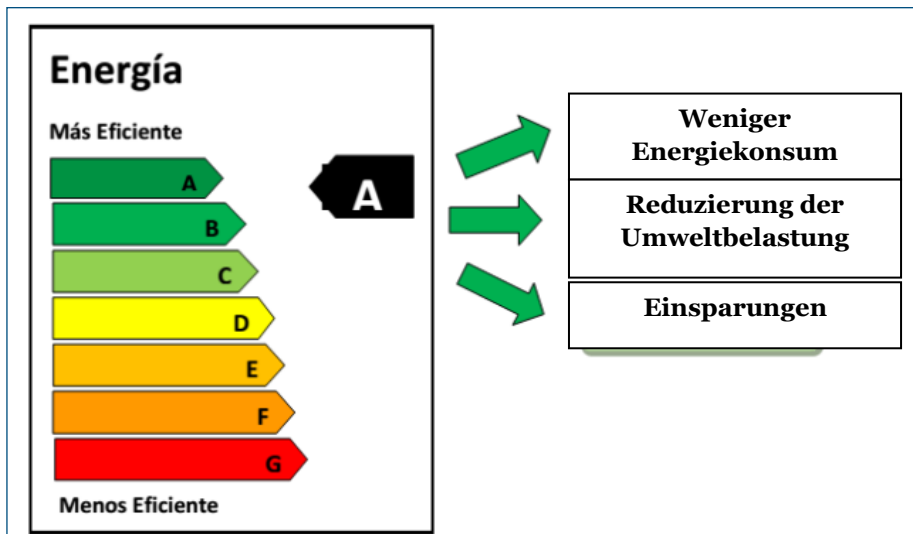 Energía
Más Eficiente
A
A
B
C
D
E
F
G
Menos Eficiente
Weniger
Energiekonsum
Reduzierung der
Umweltbelastung
Einsparungen